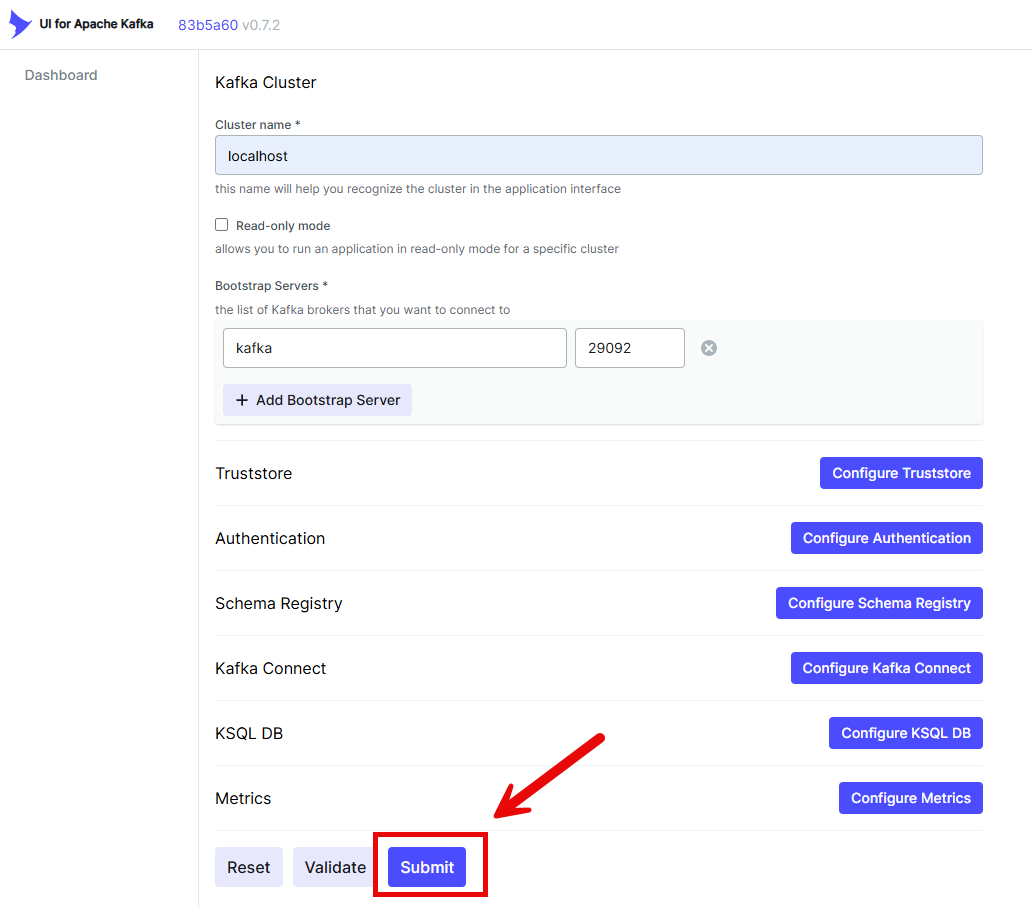 UI for Apache Kafka 83b5a60 v0.7.2
Dashboard
Kafka Cluster
Cluster name *
localhost
this name will help you recognize the cluster in the application interface
Read-only mode
allows you to run an application in read-only mode for a specific cluster
Bootstrap Servers *
the list of Kafka brokers that you want to connect to
kafka 29092
+ Add Bootstrap Server
Truststore Configure Truststore
Authentication Configure Authentication
Schema Registry Configure Schema Registry
Kafka Connect Configure Kafka Connect
KSQL DB Configure KSQL DB
Metrics Configure Metrics
Reset Validate Submit